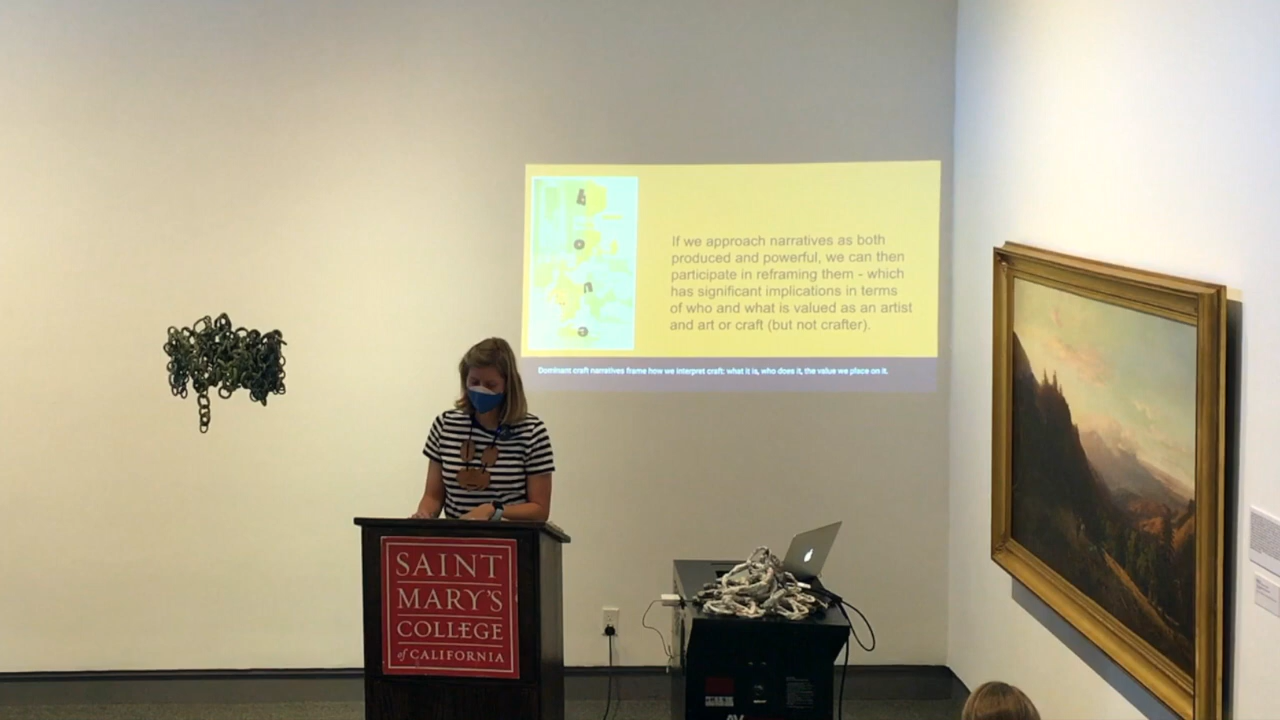 b
o
n
e
If we approach narratives as both
produced and powerful, we can then
participate in reframing them - which
has significant implications in terms
of who and what is valued as an artist
and art or craft (but not crafter).
Dominant craft narratives frame how we interpret craft: what it is, who does it, the value we place on it.
SAINT
MARY'S
COLLEGE
of CALIFORNIA
AV